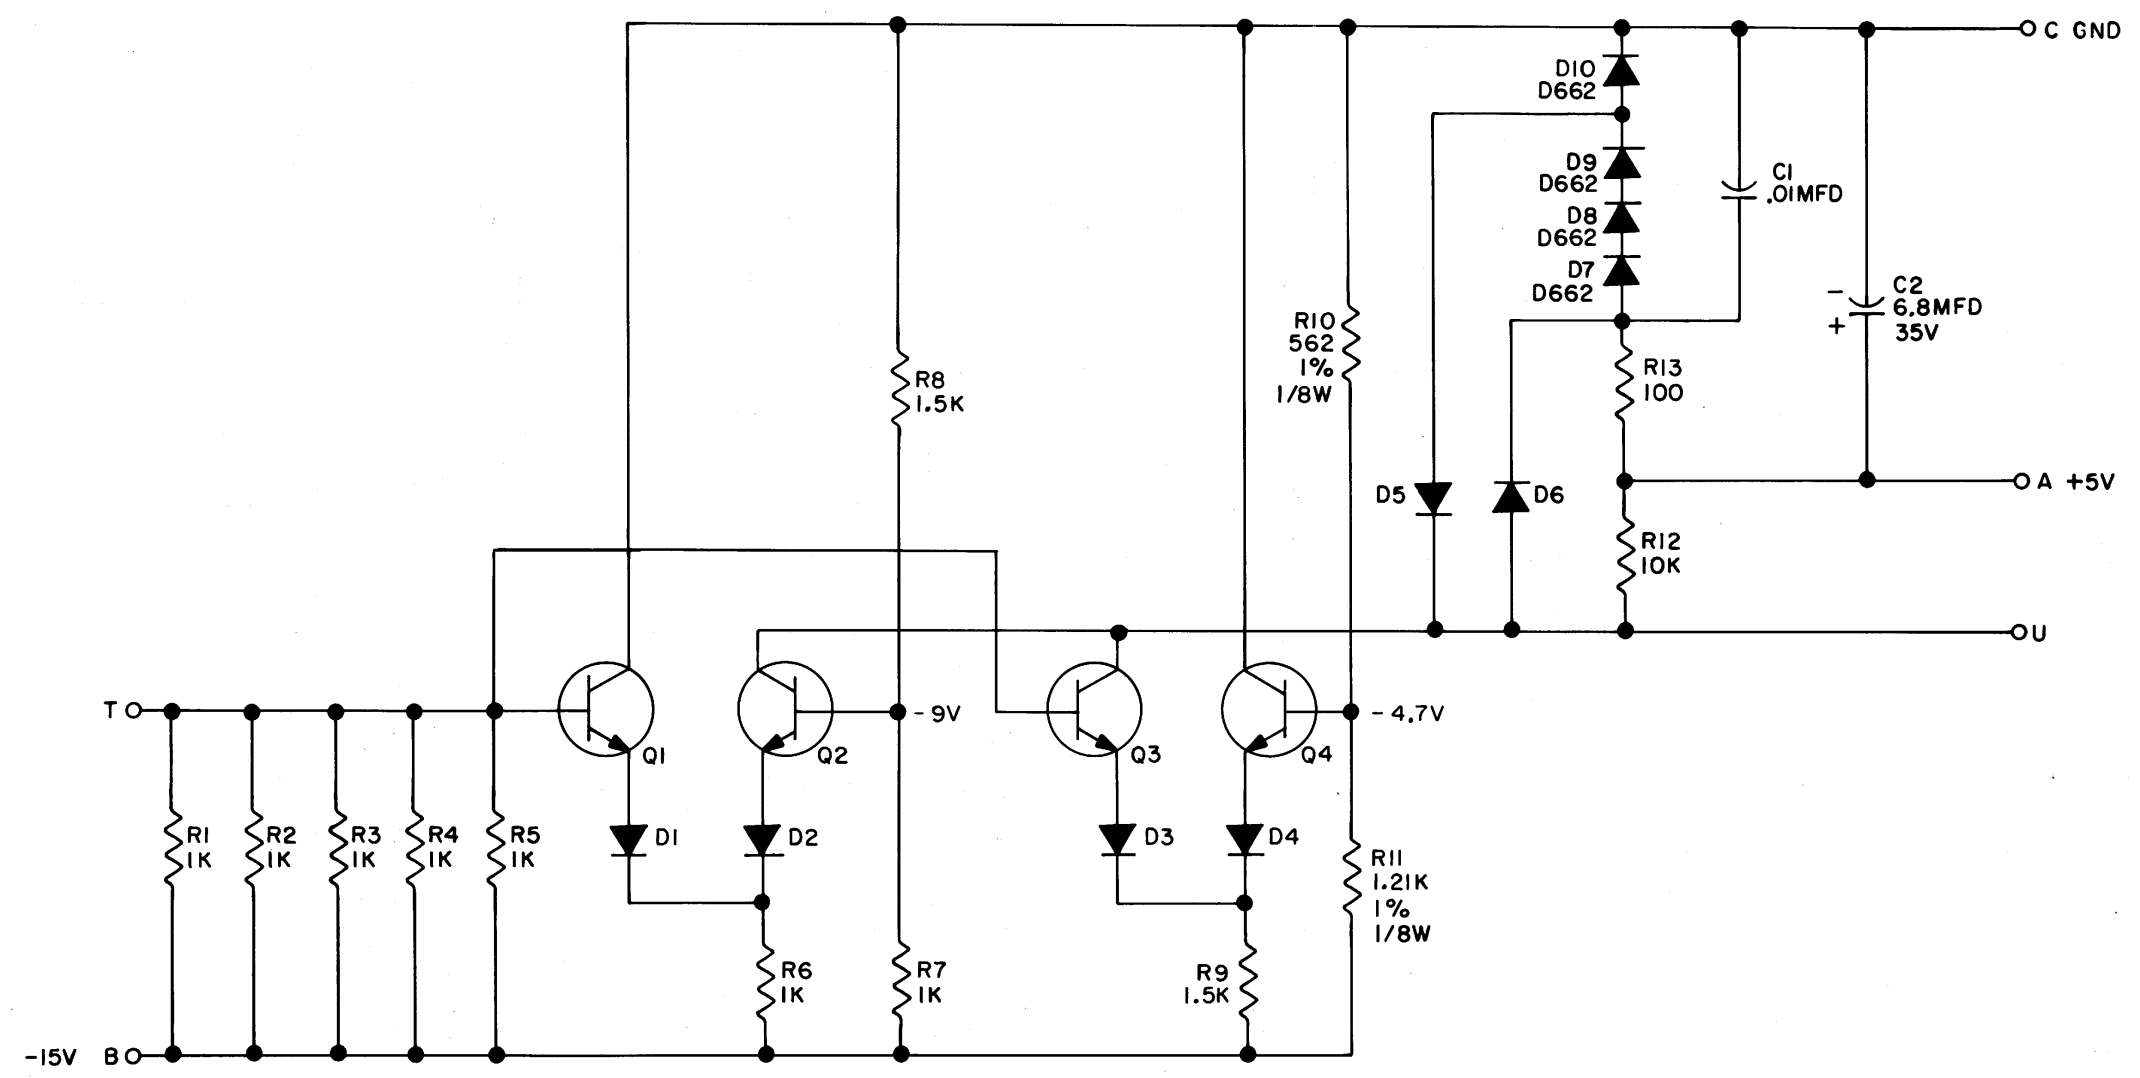 C GND
D10
D662
D9
D662
D8
D662
D7
D662
C1
.01MFD
−
+
C2
6.8MFD
35V
R10
562
1%
1/8W
R8
1.5K
R13
100
D5
D6
A +5V
R12
10K
U
T
Q1
-9V
Q2
Q3
-4.7V
Q4
R1
1K
R2
1K
R3
1K
R4
1K
R5
1K
D1
D2
D3
D4
R11
1.21K
1%
1/8W
R6
1K
R7
1K
R9
1.5K
-15V B